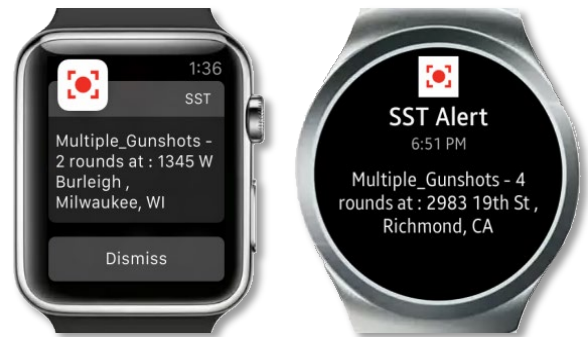 1:36
SST
Multiple_Gunshots -
2 rounds at : 1345 W
Burleigh ,
Milwaukee, WI
Dismiss
SST Alert
6:51 PM
Multiple_Gunshots - 4
rounds at : 2983 19th St ,
Richmond, CA